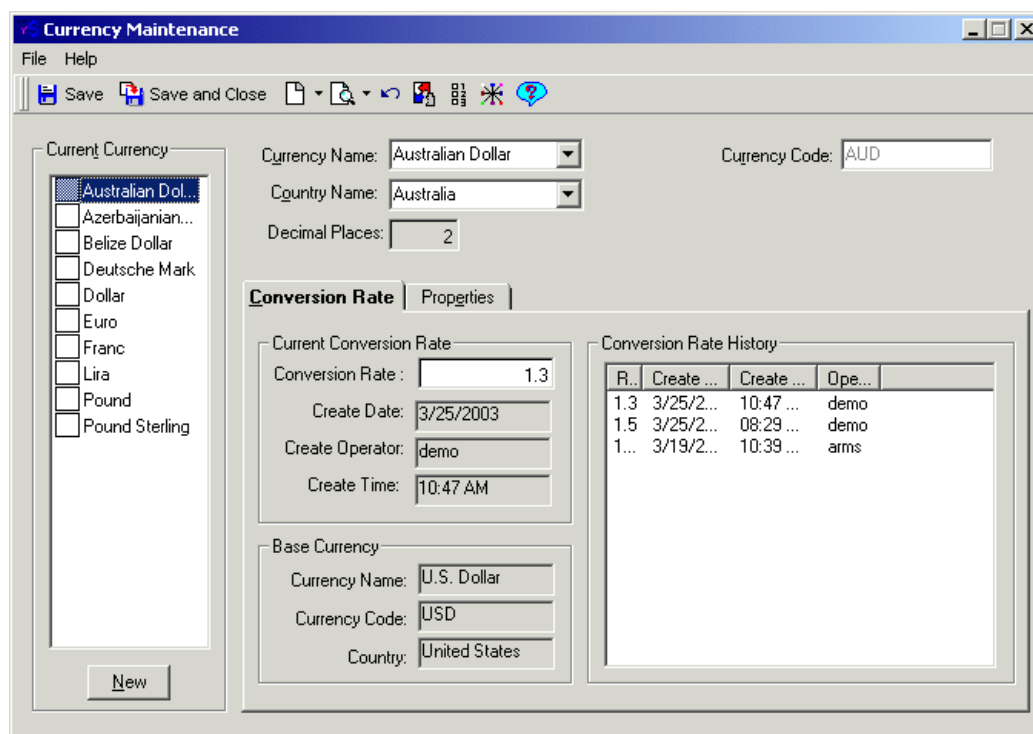 Currency Maintenance
File Help
Save Save and Close
Current Currency
Australian Dol...
Azerbaijanian...
Belize Dollar
Deutsche Mark
Dollar
Euro
Franc
Lira
Pound
Pound Sterling
New
Currency Name: Australian Dollar
Currency Code: AUD
Country Name: Australia
Decimal Places: 2
Conversion Rate Properties
Current Conversion Rate
Conversion Rate : 1.3
Create Date: 3/25/2003
Create Operator: demo
Create Time: 10:47 AM
Base Currency
Currency Name: U.S. Dollar
Currency Code: USD
Country: United States
Conversion Rate History
R.. Create ... Create ... Ope...
1.3 3/25/2... 10:47 ... demo
1.5 3/25/2... 08:29 ... demo
1... 3/19/2... 10:39 ... arms